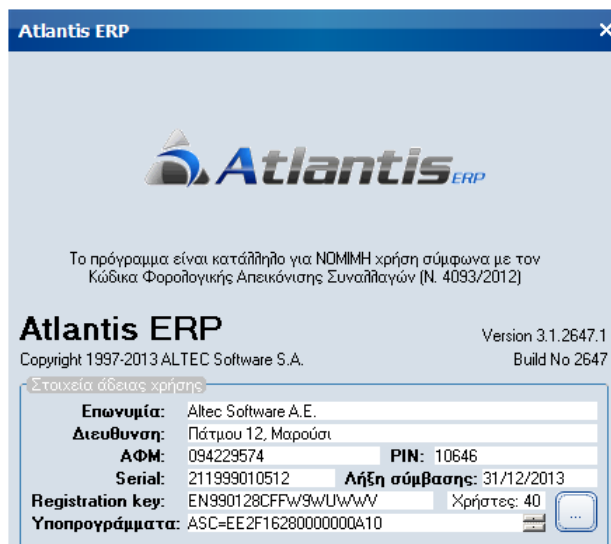 Atlantis ERP
Atlantis ERP
Το πρόγραμμα είναι κατάλληλο για ΝΟΜΙΜΗ χρήση σύμφωνα με τον
Κώδικα Φορολογικής Απεικόνισης Συναλλαγών (Ν. 4093/2012)
Atlantis ERP
Version 3.1.2647.1
Copyright 1997-2013 ALTEC Software S.A.
Build No 2647
Στοιχεία άδειας χρήσης
Επωνυμία: Altec Software A.E.
Διευθυνση: Πάτμου 12, Μαρούσι
ΑΦΜ: 094229574 PIN: 10646
Serial: 211999010512 Λήξη σύμβασης: 31/12/2013
Registration key: EN990128CFFW9WUWWV Χρήστες: 40 ...
Υποπρογράμματα: ASC=EE2F16280000000A10